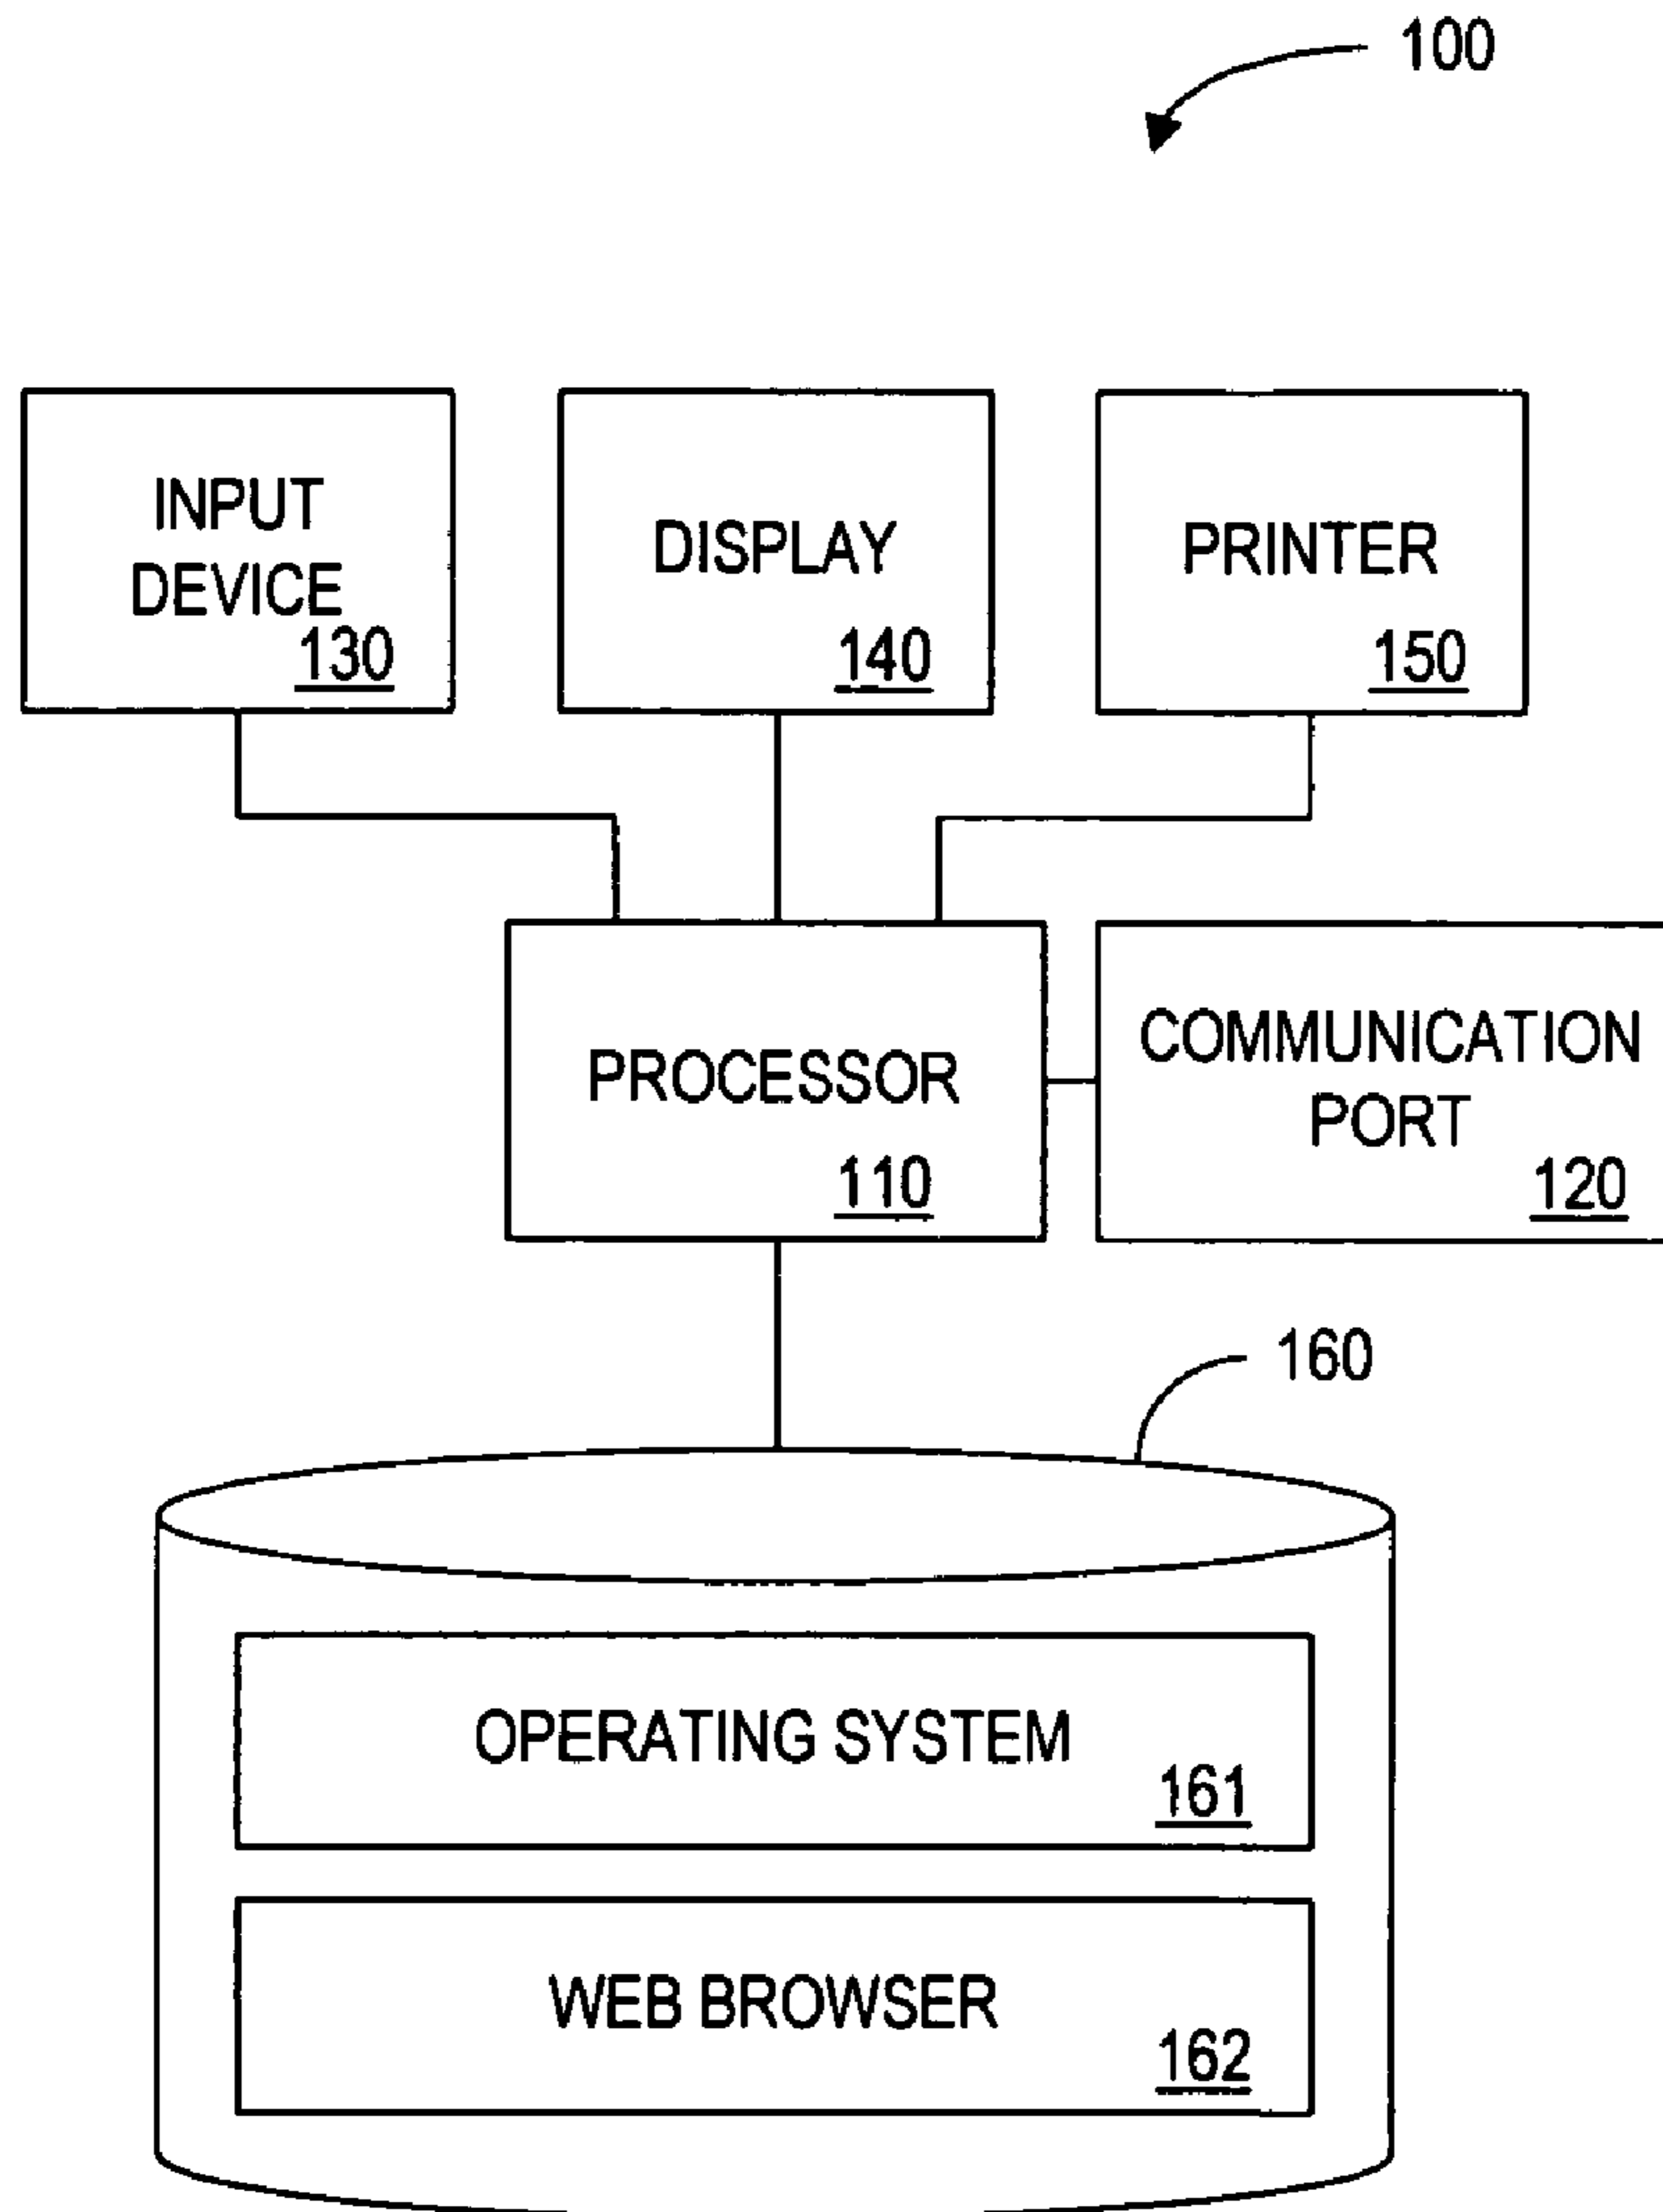 100
INPUT
DEVICE
130
DISPLAY
140
PRINTER
150
PROCESSOR
110
COMMUNICATION
PORT
120
160
OPERATING SYSTEM
161
WEB BROWSER
162